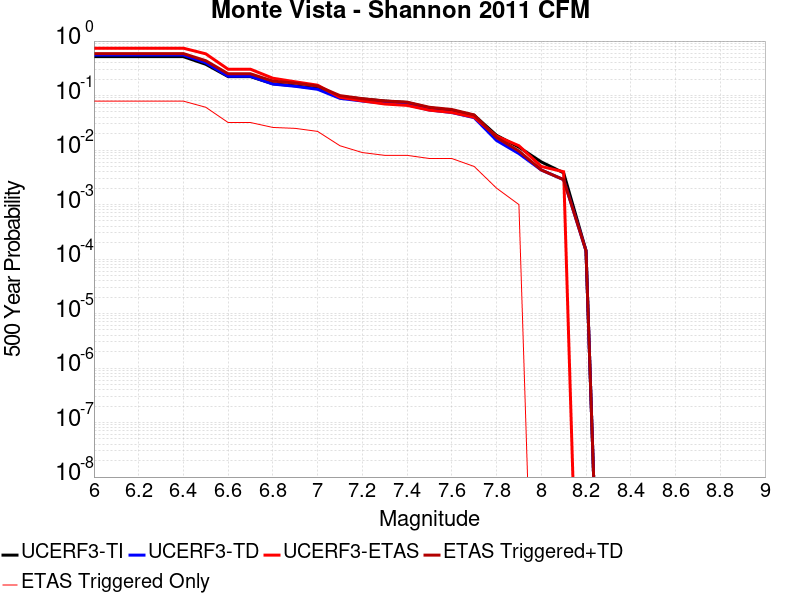 Monte Vista - Shannon 2011 CFM
10^0
10^-1
10^-2
10^-3
10^-4
10^-5
10^-6
10^-7
10^-8
500 Year Probability
6 6.2 6.4 6.6 6.8 7 7.2 7.4 7.6 7.8 8 8.2 8.4 8.6 8.8 9
Magnitude
UCERF3-TI UCERF3-TD UCERF3-ETAS ETAS Triggered+TD
ETAS Triggered Only